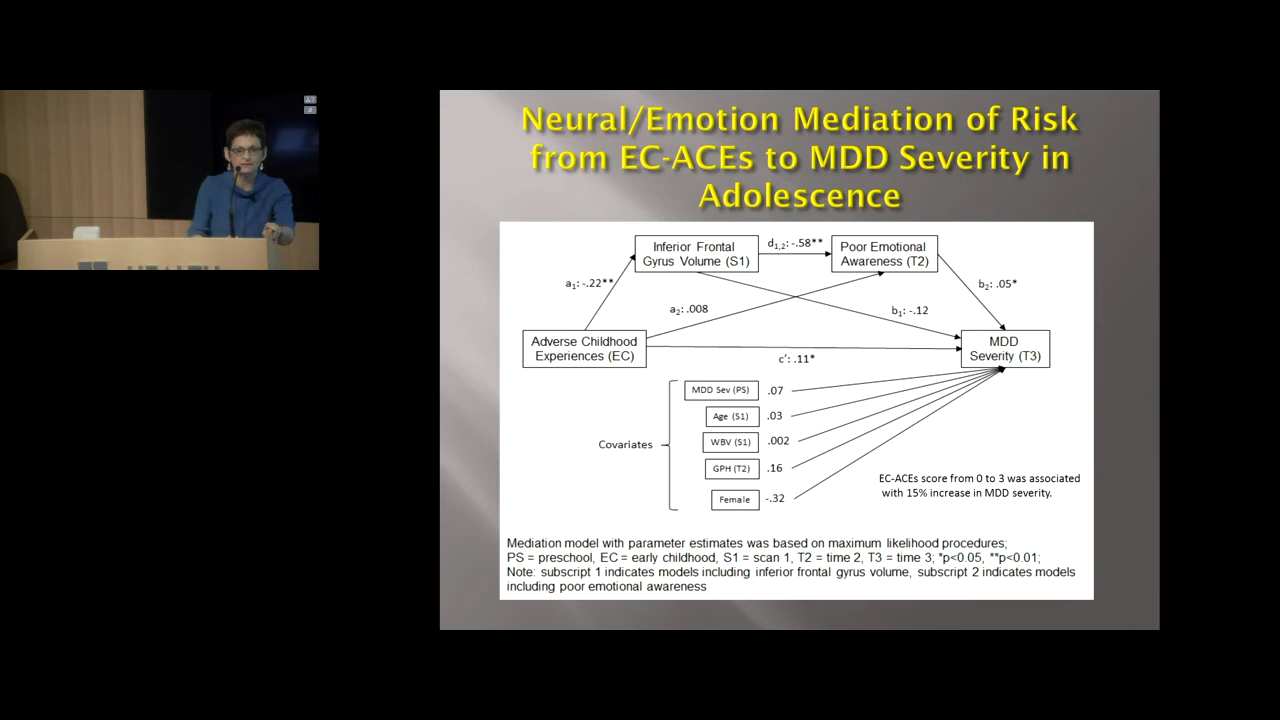 Neural/Emotion Mediation of Risk
from EC-ACEs to MDD Severity in
Adolescence
Inferior Frontal
Gyrus Volume (S1)
d1,2: -.58**
Poor Emotional
Awareness (T2)
a1: -.22**
b2: .05*
a2: .008
b1: -.12
Adverse Childhood
Experiences (EC)
MDD
Severity (T3)
c': .11*
MDD Sev (PS) .07
Age (S1) .03
Covariates
WBV (S1) .002
GPH (T2) .16
Female -.32
EC-ACEs score from 0 to 3 was associated
with 15% increase in MDD severity.
Mediation model with parameter estimates was based on maximum likelihood procedures;
PS = preschool, EC = early childhood, S1 = scan 1, T2 = time 2, T3 = time 3; *p<0.05, **p<0.01;
Note: subscript 1 indicates models including inferior frontal gyrus volume, subscript 2 indicates models
including poor emotional awareness